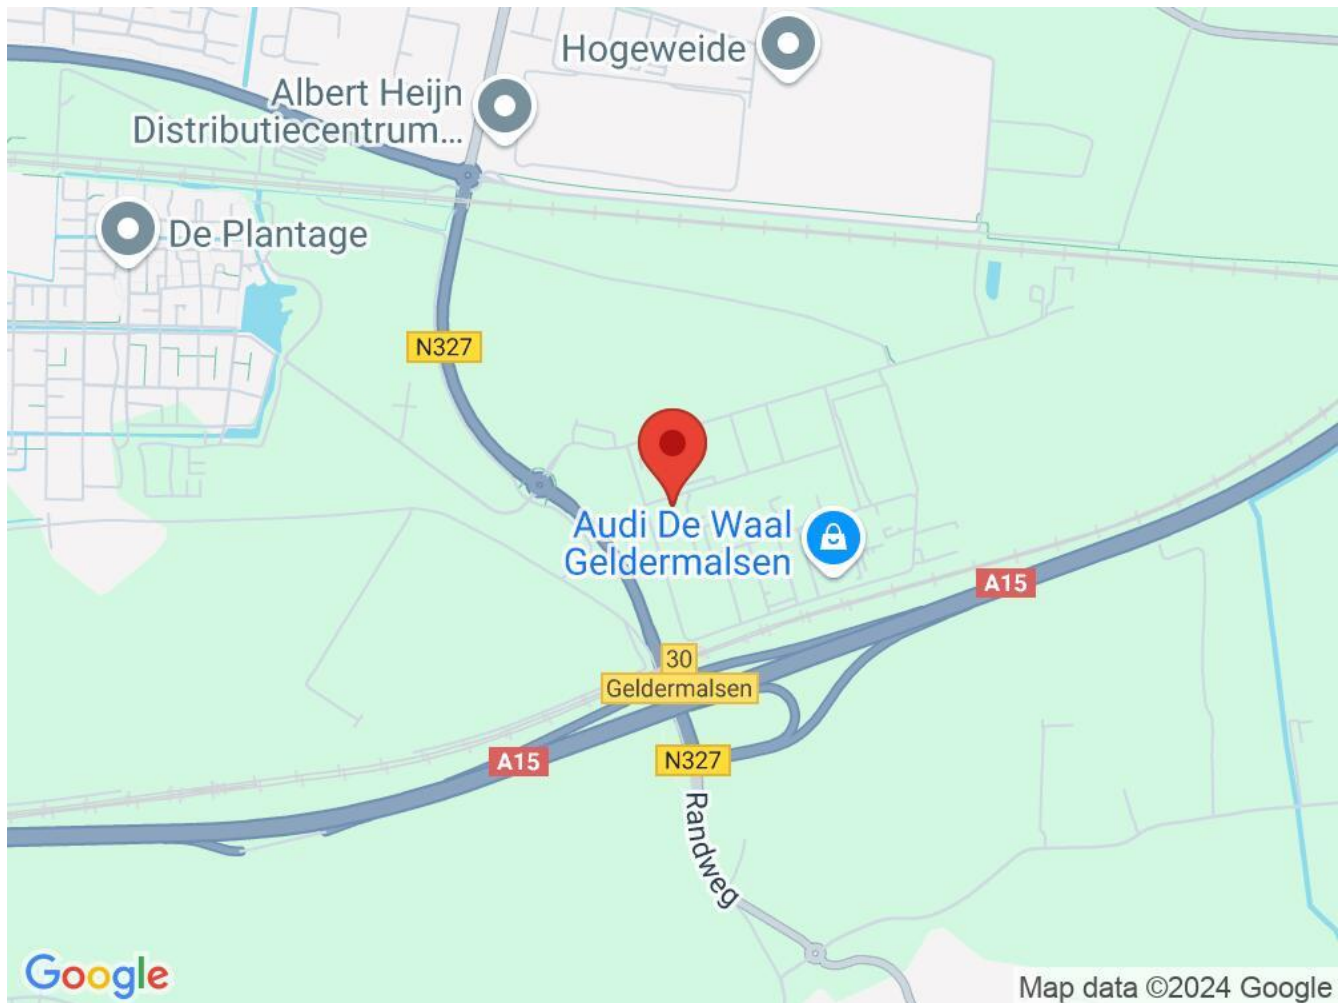 Hogeweide
Albert Heijn
Distributiecentrum...
De Plantage
N327
Audi De Waal
Geldermalsen
A15
30
Geldermalsen
A15
N327
Randweg
Google
Map data ©2024 Google